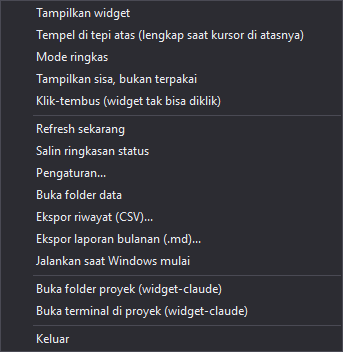 Tampilkan widget
Tempel di tepi atas (lengkap saat kursor di atasnya)
Mode ringkas
Tampilkan sisa, bukan terpakai
Klik-tembus (widget tak bisa diklik)
Refresh sekarang
Salin ringkasan status
Pengaturan...
Buka folder data
Ekspor riwayat (CSV)...
Ekspor laporan bulanan (.md)...
Jalankan saat Windows mulai
Buka folder proyek (widget-claude)
Buka terminal di proyek (widget-claude)
Keluar